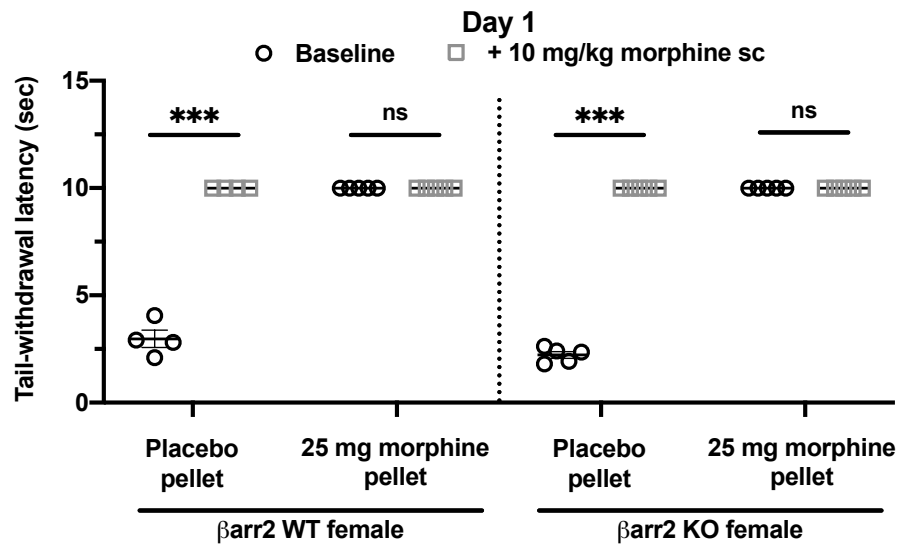 Day 1
Baseline + 10 mg/kg morphine sc
Tail-withdrawal latency (sec)
15
10
5
0
*** ns *** ns
Placebo pellet
25 mg morphine pellet
Placebo pellet
25 mg morphine pellet
βarr2 WT female
βarr2 KO female